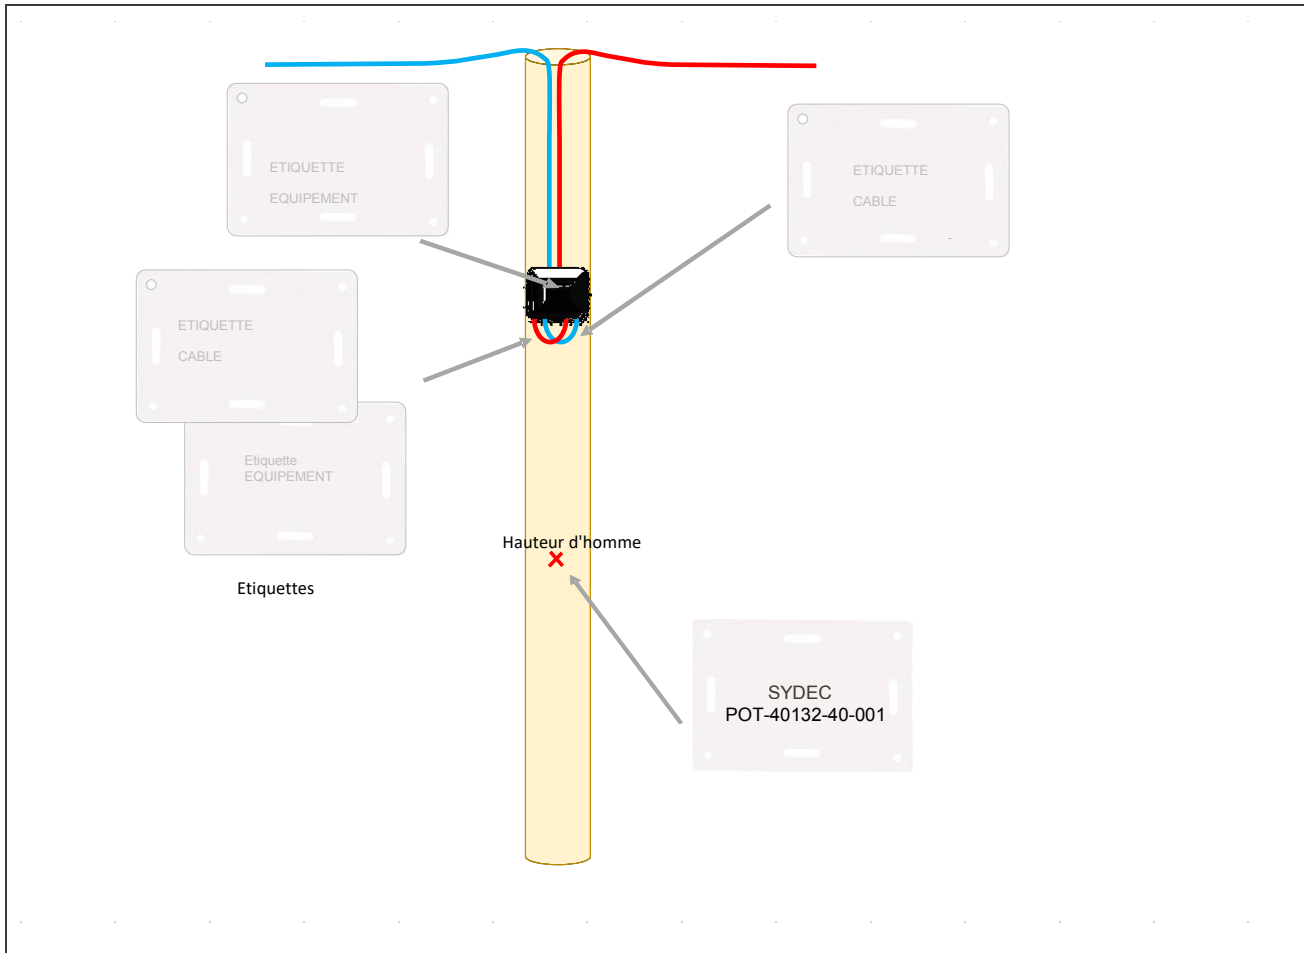 ETIQUETTE
EQUIPEMENT
ETIQUETTE
CABLE
ETIQUETTE
CABLE
Etiquette
EQUIPEMENT
Hauteur d'homme
Etiquettes
SYDEC
POT-40132-40-001